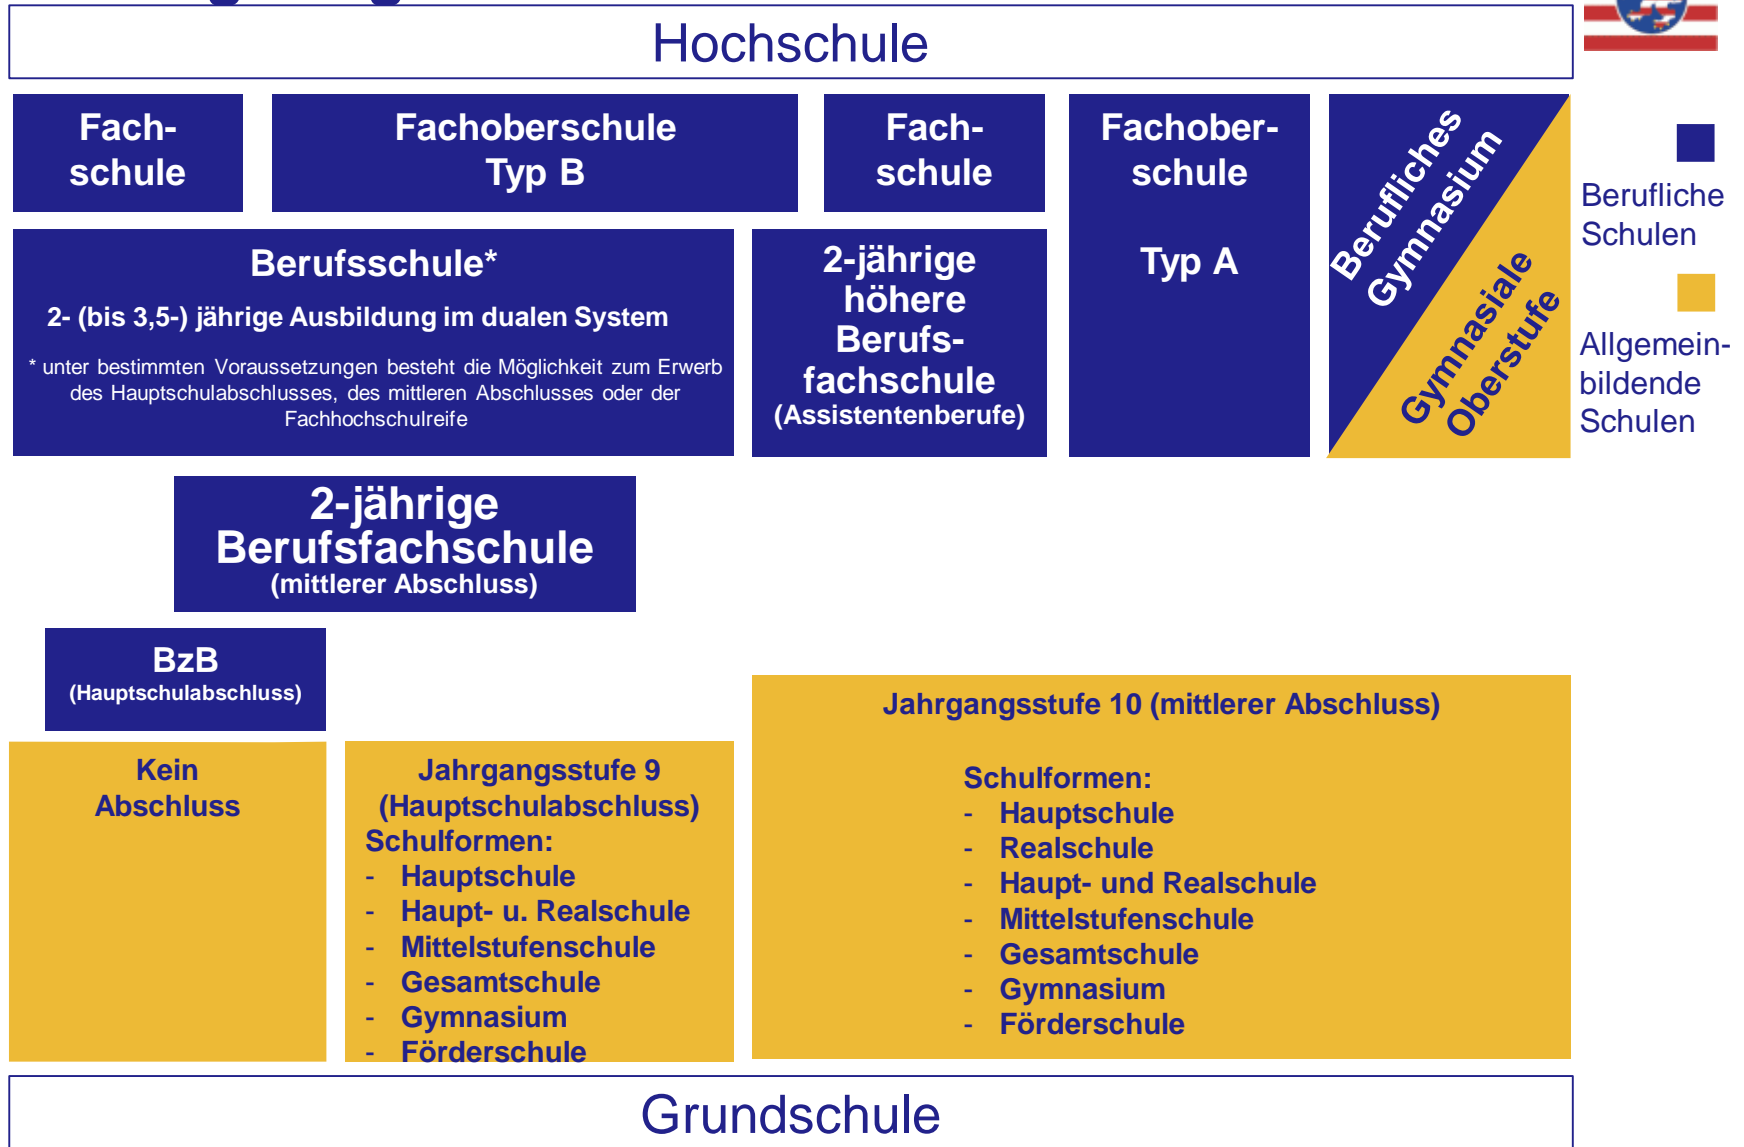 Hochschule
Fach-
schule
Fachoberschule
Typ B
Fach-
schule
Fachober-
schule
Typ A
Berufliches
Gymnasium
Gymnasiale
Oberstufe
Berufliche
Schulen
Allgemein-
bildende
Schulen
Berufsschule*
2- (bis 3,5-) jährige Ausbildung im dualen System
* unter bestimmten Voraussetzungen besteht die Möglichkeit zum Erwerb
des Hauptschulabschlusses, des mittleren Abschlusses oder der
Fachhochschulreife
2-jährige
höhere
Berufs-
fachschule
(Assistentenberufe)
2-jährige
Berufsfachschule
(mittlerer Abschluss)
BzB
(Hauptschulabschluss)
Kein
Abschluss
Jahrgangsstufe 9
(Hauptschulabschluss)
Schulformen:
- Hauptschule
- Haupt- u. Realschule
- Mittelstufenschule
- Gesamtschule
- Gymnasium
- Förderschule
Jahrgangsstufe 10 (mittlerer Abschluss)
Schulformen:
- Hauptschule
- Realschule
- Haupt- und Realschule
- Mittelstufenschule
- Gesamtschule
- Gymnasium
- Förderschule
Grundschule